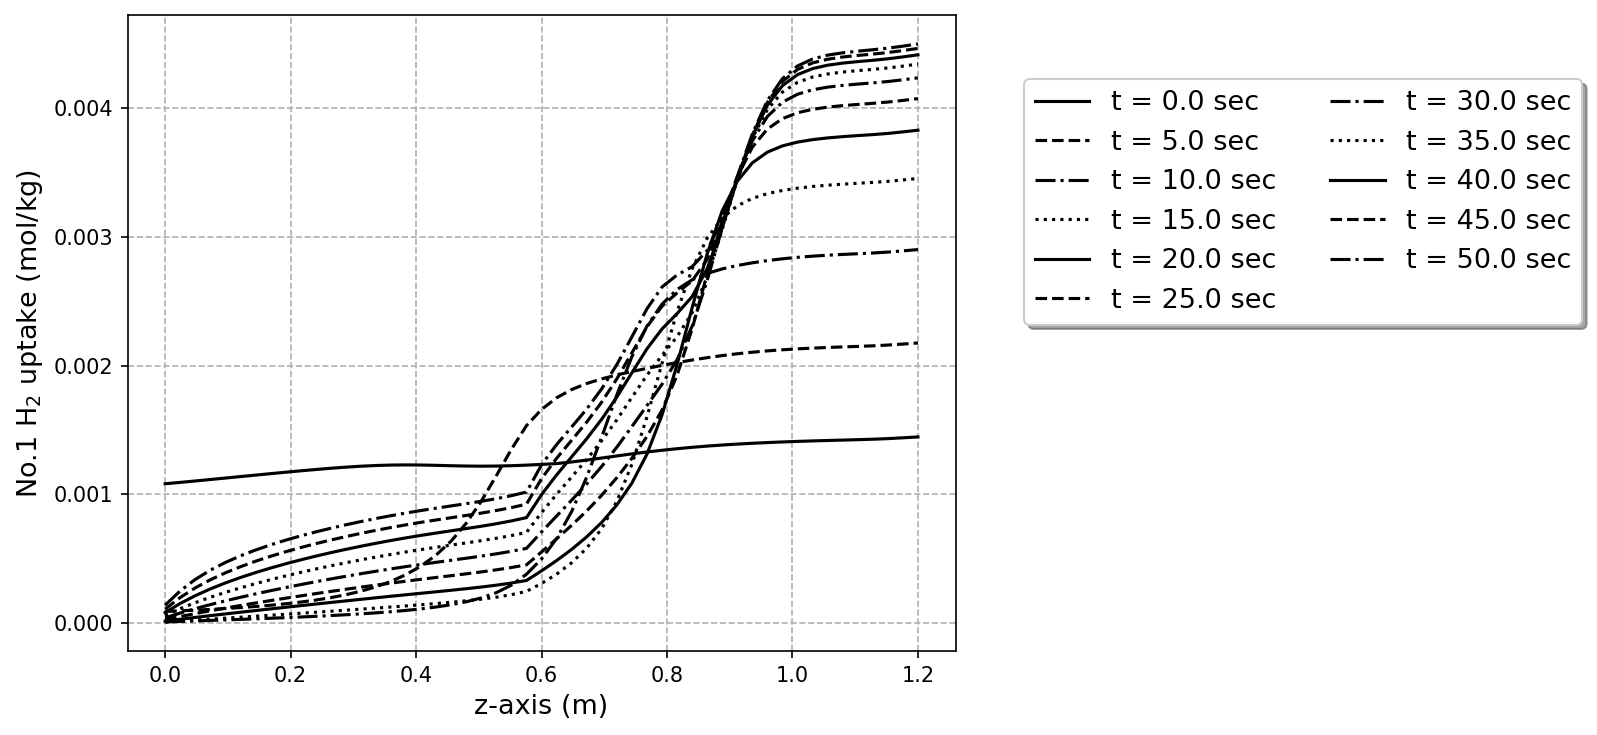 No.1 H₂ uptake (mol/kg)
0.004
0.003
0.002
0.001
0.000
0.0 0.2 0.4 0.6 0.8 1.0 1.2
z-axis (m)
t = 0.0 sec
t = 5.0 sec
t = 10.0 sec
t = 15.0 sec
t = 20.0 sec
t = 25.0 sec
t = 30.0 sec
t = 35.0 sec
t = 40.0 sec
t = 45.0 sec
t = 50.0 sec